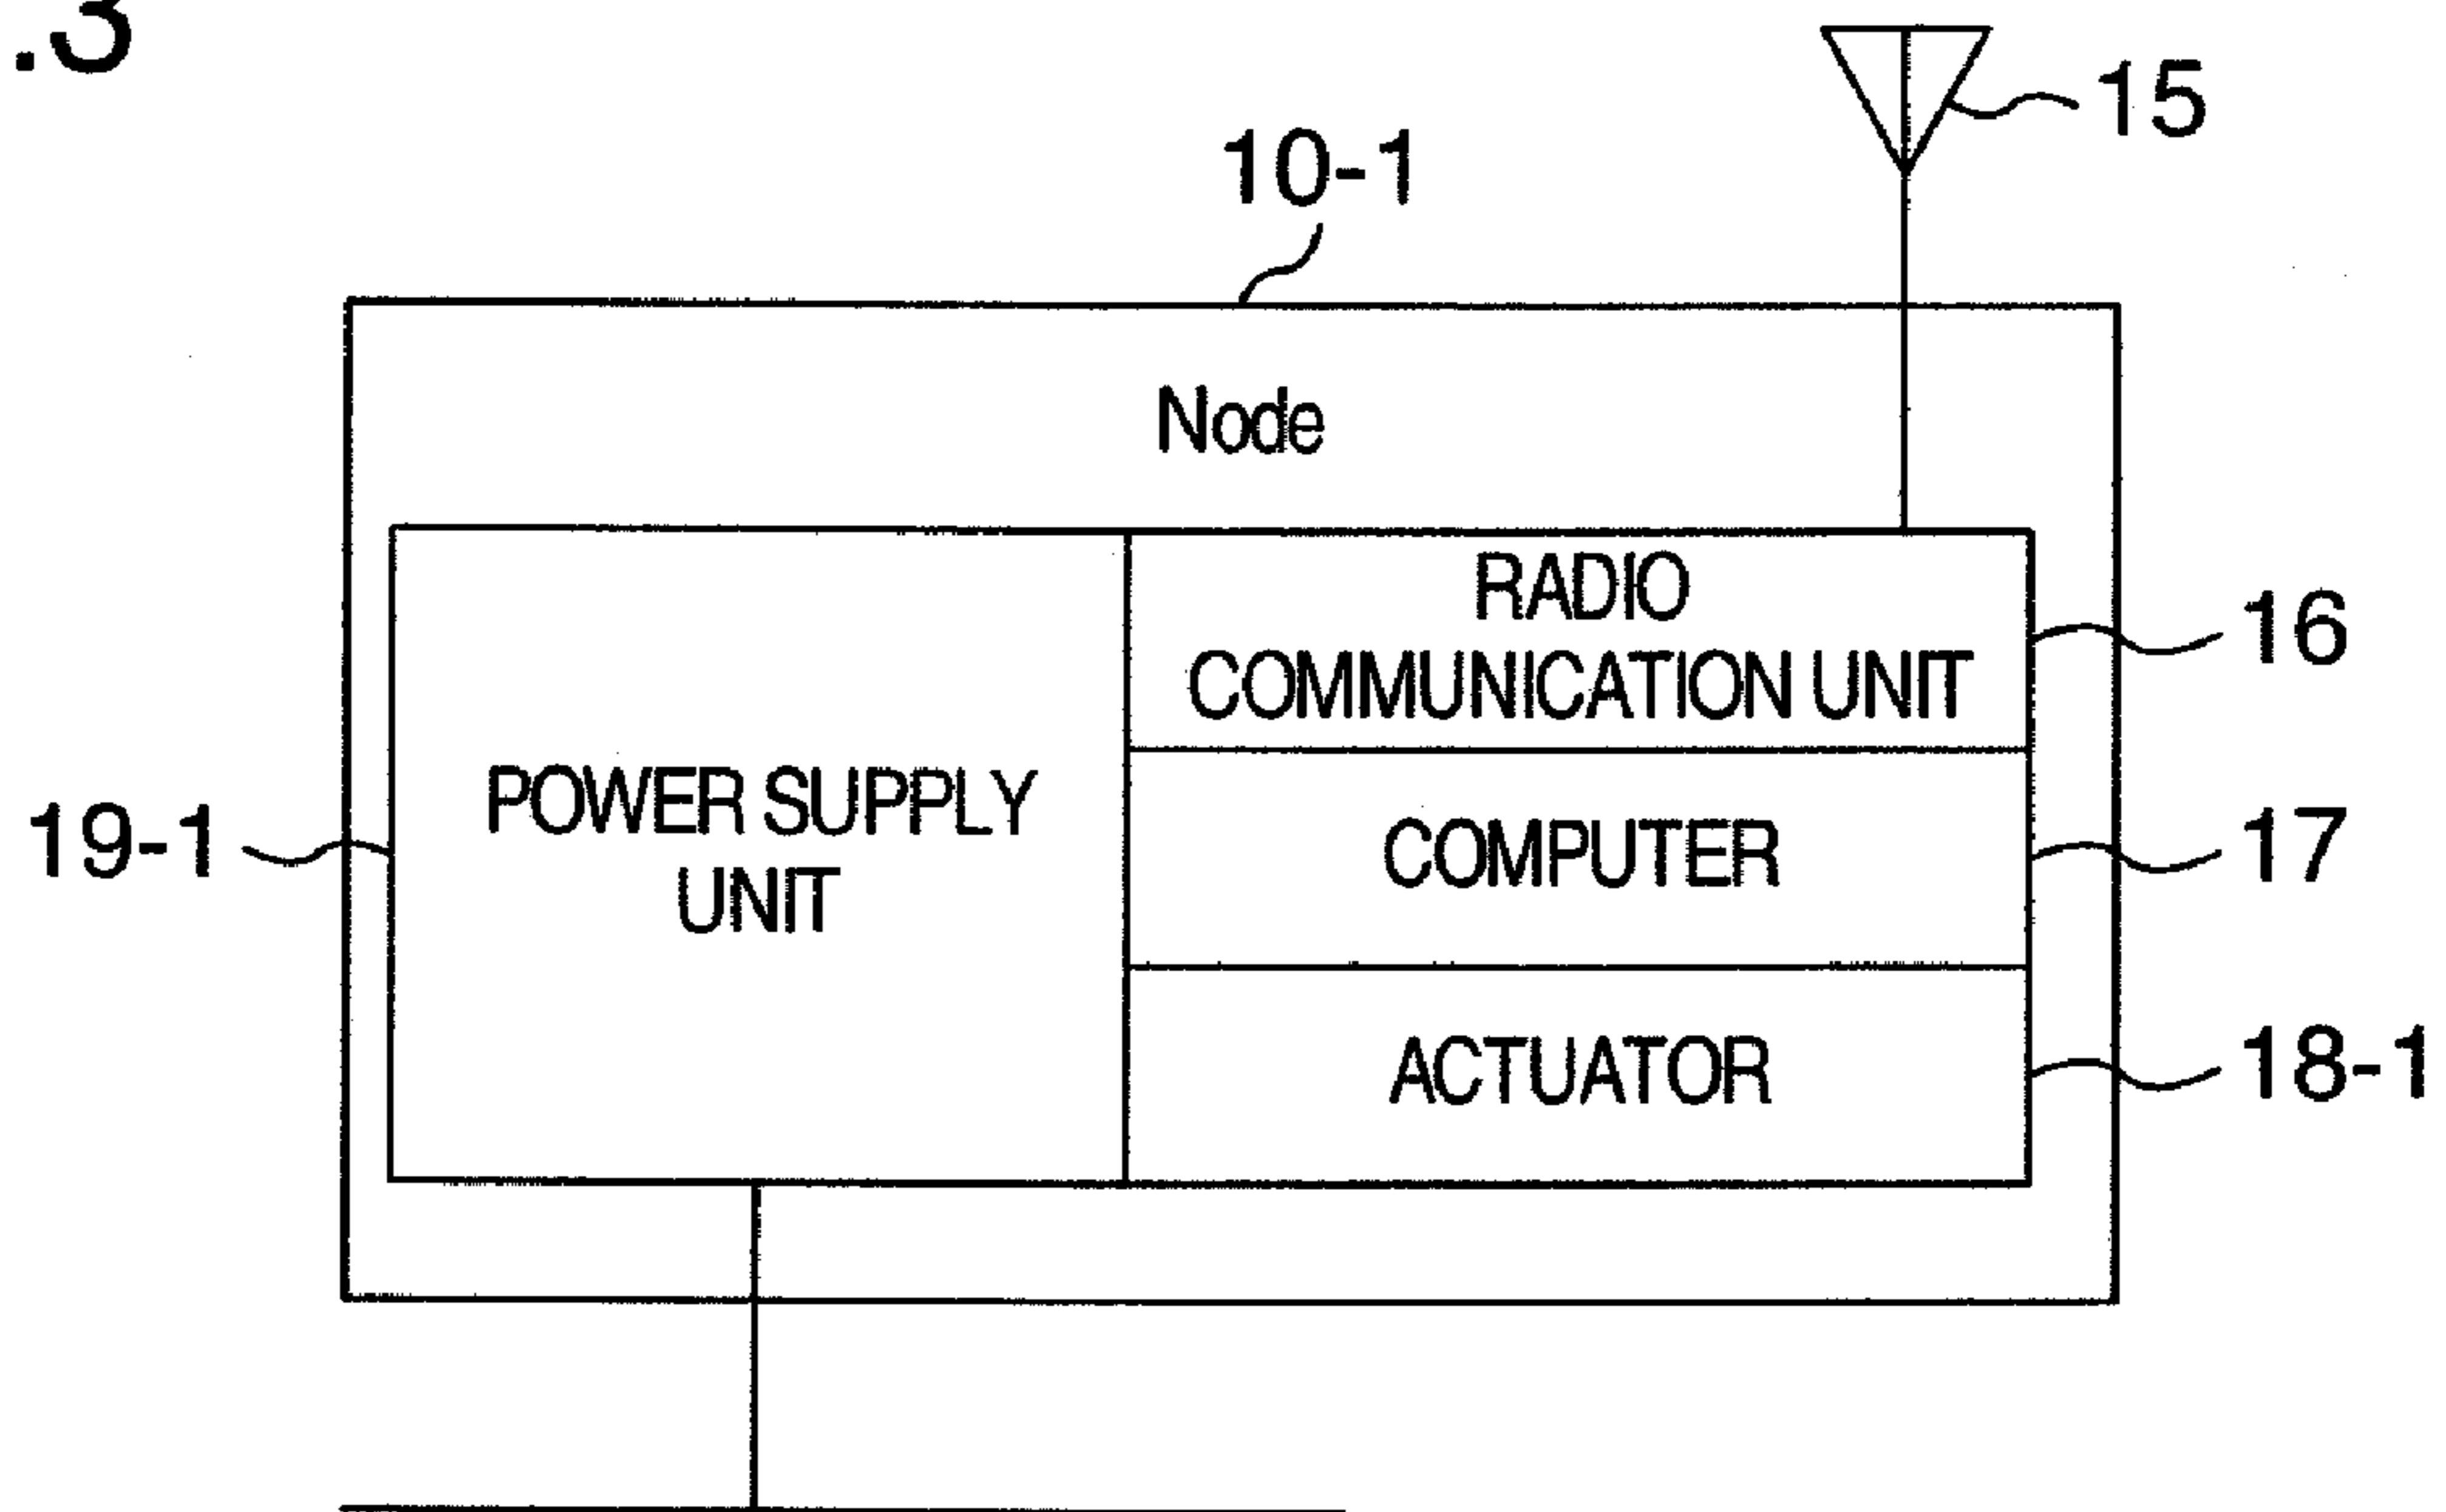 .3
15
10-1
Node
RADIO
COMMUNICATION UNIT
16
POWER SUPPLY
UNIT
19-1
COMPUTER
17
ACTUATOR
18-1